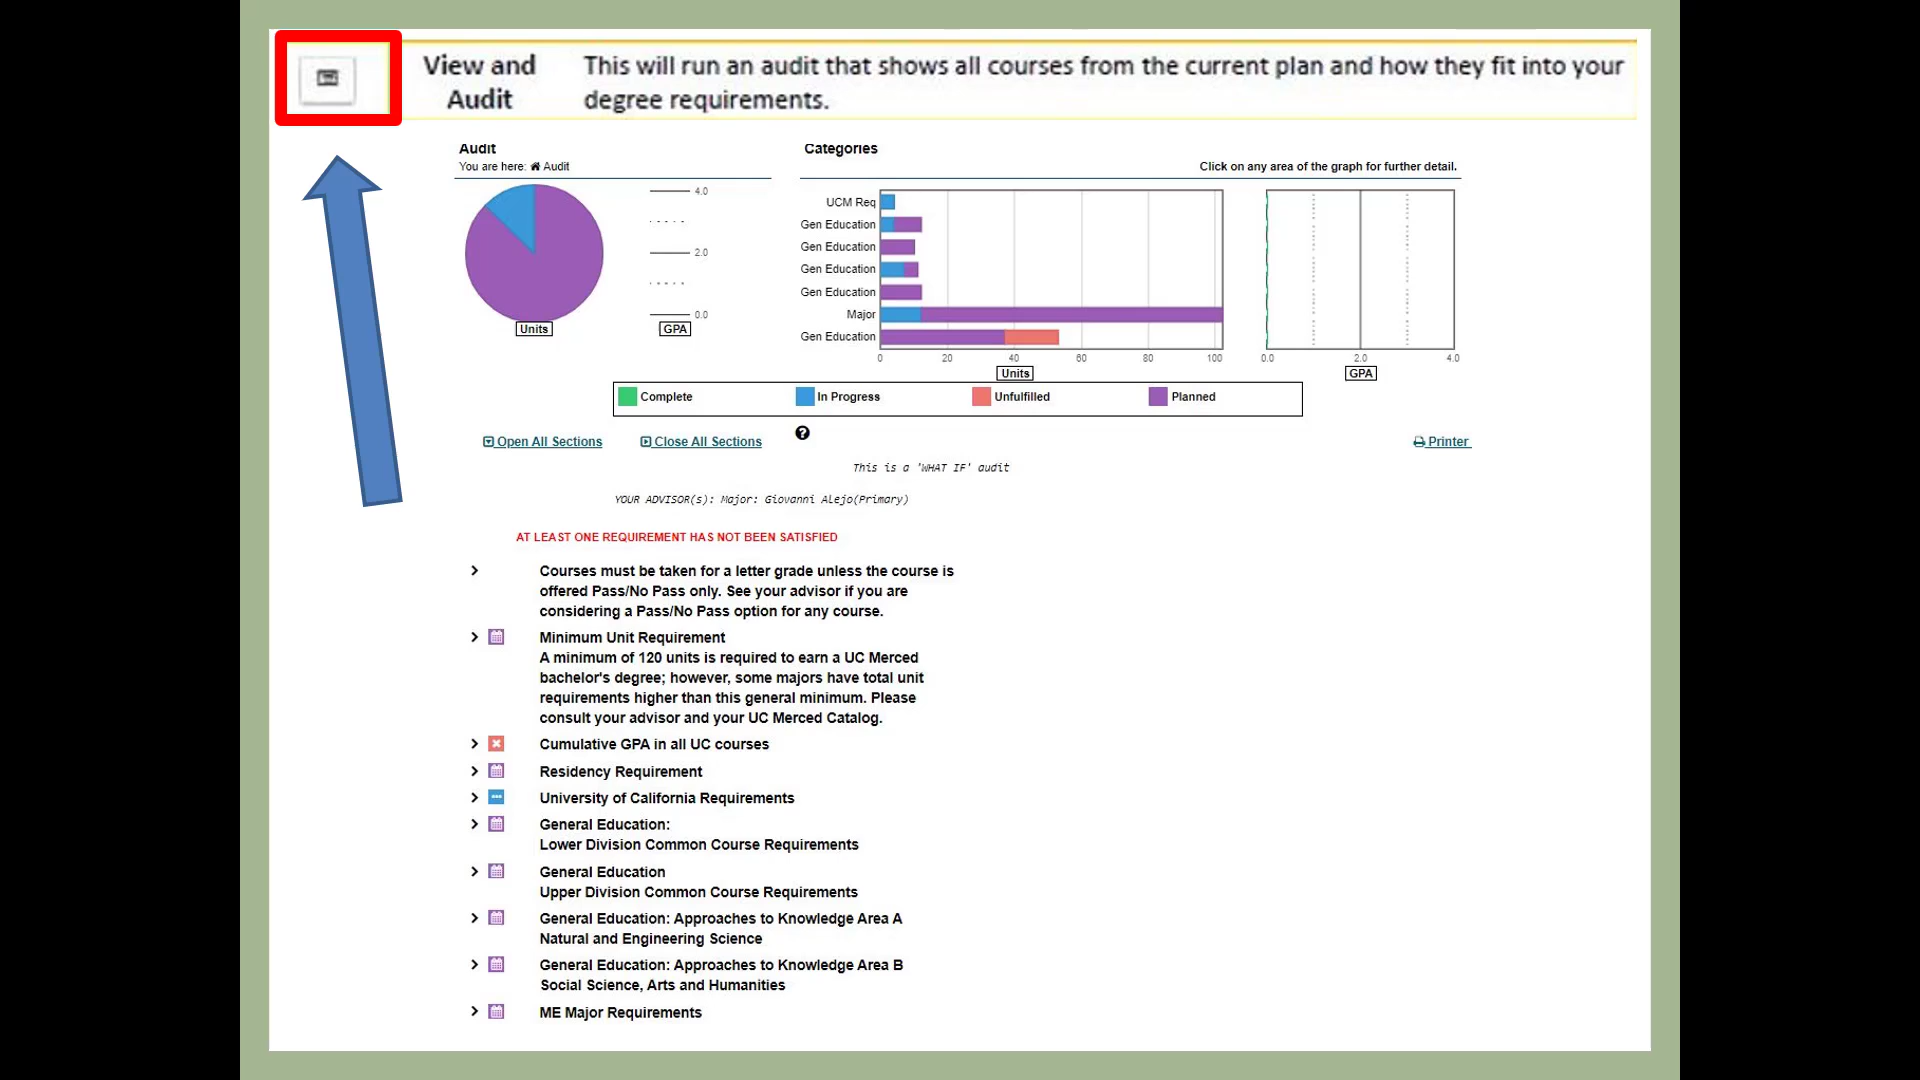 View and
Audit
This will run an audit that shows all courses from the current plan and how they fit into your
degree requirements.
Audit
You are here: Audit
4.0
2.0
0.0
Units
GPA
Categories
Click on any area of the graph for further detail.
UCM Req
Gen Education
Gen Education
Gen Education
Gen Education
Major
Gen Education
0 20 40 60 80 100
Units
0.0 2.0 4.0
GPA
Complete In Progress Unfulfilled Planned
Open All Sections Close All Sections ? Printer
This is a 'WHAT IF' audit
YOUR ADVISOR(s): Major: Giovanni Alejo(Primary)
AT LEAST ONE REQUIREMENT HAS NOT BEEN SATISFIED
Courses must be taken for a letter grade unless the course is
offered Pass/No Pass only. See your advisor if you are
considering a Pass/No Pass option for any course.
Minimum Unit Requirement
A minimum of 120 units is required to earn a UC Merced
bachelor's degree; however, some majors have total unit
requirements higher than this general minimum. Please
consult your advisor and your UC Merced Catalog.
Cumulative GPA in all UC courses
Residency Requirement
University of California Requirements
General Education:
Lower Division Common Course Requirements
General Education
Upper Division Common Course Requirements
General Education: Approaches to Knowledge Area A
Natural and Engineering Science
General Education: Approaches to Knowledge Area B
Social Science, Arts and Humanities
ME Major Requirements